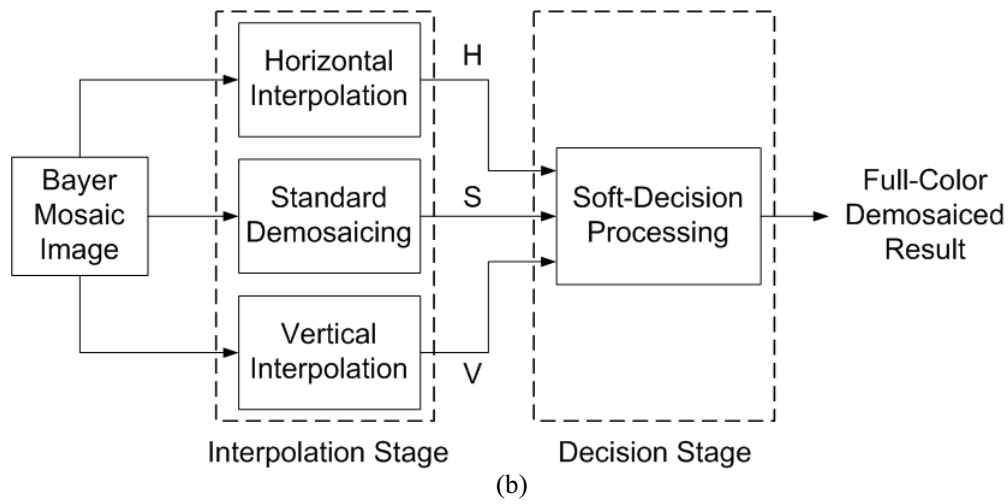 Bayer
Mosaic
Image
Horizontal
Interpolation
H
Standard
Demosaicing
S
Vertical
Interpolation
V
Interpolation Stage
Soft-Decision
Processing
Decision Stage
Full-Color
Demosaiced
Result
(b)